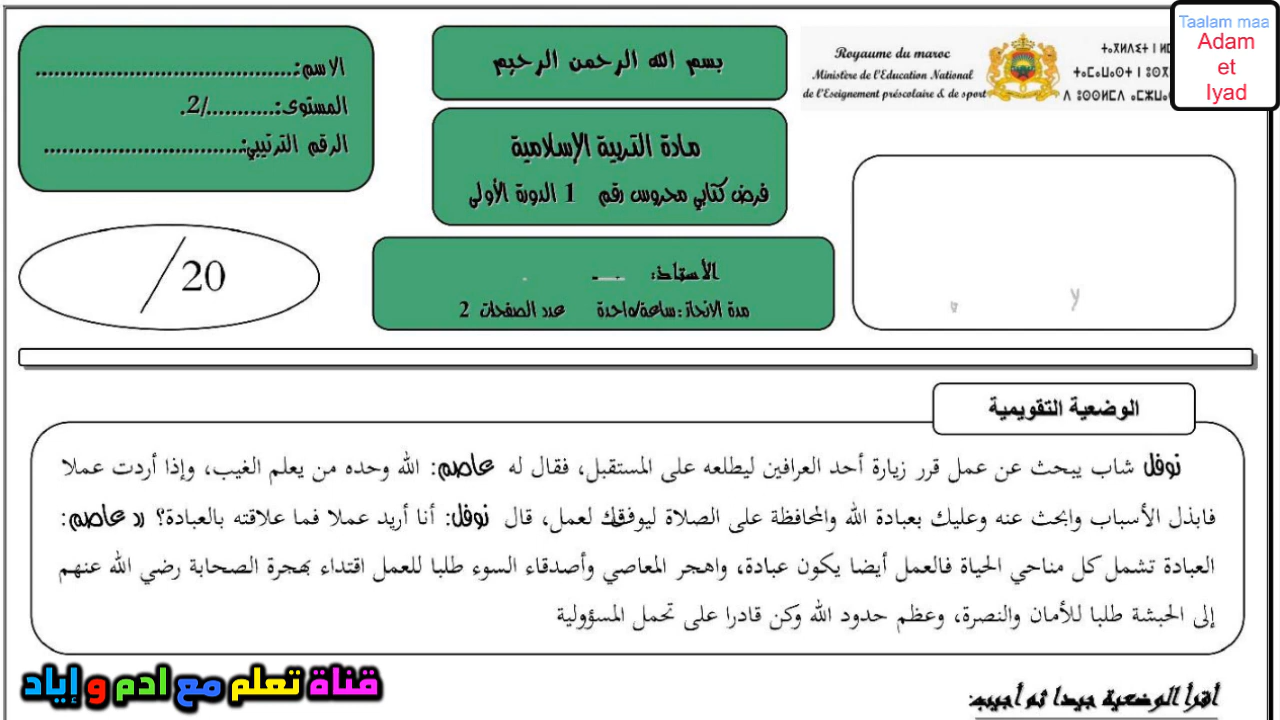 Taalam maa
Adam
et
Iyad
Royaume du maroc
Ministère de l'Education National
de l'Eseignement préscolaire & de sport
بسم الله الرحمن الرحيم
مادة التربية الإسلامية
فرض كتابي محروس رقم 1 الدورة الأولى
الاسم:..........................................
المستوى:.........../2.
الرقم الترتيبي:................................
/20
الأستاذ:
مدة الانجاز :ساعة/واحدة عدد الصفحات 2
الوضعية التقويمية
نوفل شاب يبحث عن عمل قرر زيارة أحد العرافين ليطلعه على المستقبل، فقال له عاصم: الله وحده من يعلم الغيب، وإذا أردت عملا
فابذل الأسباب وابحث عنه وعليك بعبادة الله والمحافظة على الصلاة ليوفقك لعمل، قال نوفل: أنا أريد عملا فما علاقته بالعبادة؟ رد عاصم:
العبادة تشمل كل مناحي الحياة فالعمل أيضا يكون عبادة، واهجر المعاصي وأصدقاء السوء طلبا للعمل اقتداء بهجرة الصحابة رضي الله عنهم
إلى الحبشة طلبا للأمان والنصرة، وعظم حدود الله وكن قادرا على تحمل المسؤولية
أقرأ الوضعية جيدا ثم أجيب:
قناة تعلم مع ادم و إياد